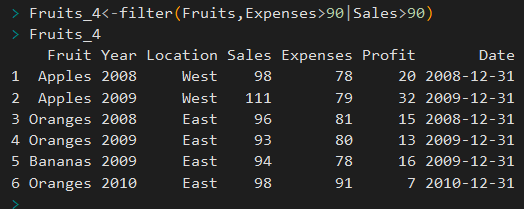 > Fruits_4<-filter(Fruits,Expenses>90|Sales>90)
> Fruits_4
Fruit Year Location Sales Expenses Profit Date
1 Apples 2008 West 98 78 20 2008-12-31
2 Apples 2009 West 111 79 32 2009-12-31
3 Oranges 2008 East 96 81 15 2008-12-31
4 Oranges 2009 East 93 80 13 2009-12-31
5 Bananas 2009 East 94 78 16 2009-12-31
6 Oranges 2010 East 98 91 7 2010-12-31
>